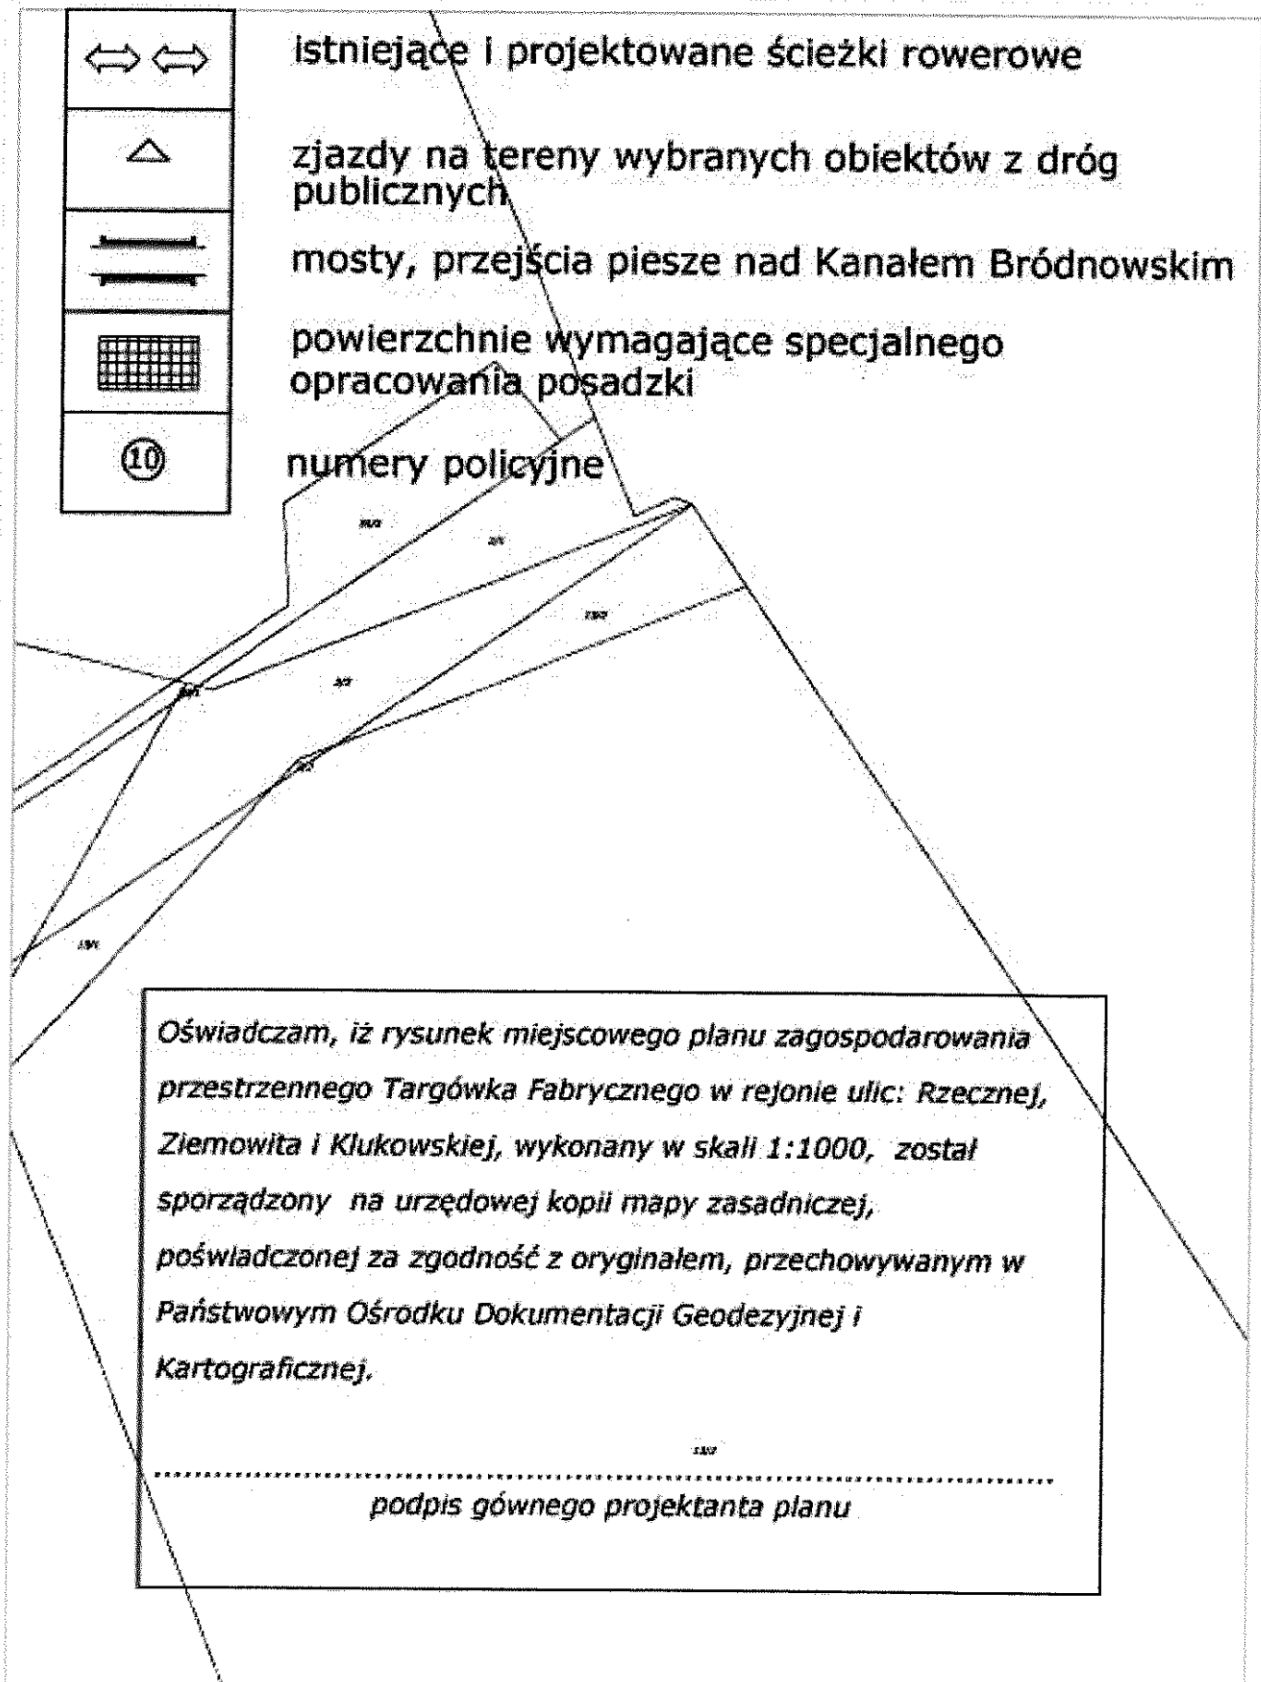 istniejące i projektowane ścieżki rowerowe
zjazdy na tereny wybranych obiektów z dróg
publicznych
mosty, przejścia piesze nad Kanałem Bródnowskim
powierzchnie wymagające specjalnego
opracowania posadzki
10
numery policyjne
Oświadczam, iż rysunek miejscowego planu zagospodarowania
przestrzennego Targówka Fabrycznego w rejonie ulic: Rzecznej,
Ziemowita i Klukowskiej, wykonany w skali 1:1000, został
sporządzony na urzędowej kopii mapy zasadniczej,
poświadczonej za zgodność z oryginałem, przechowywanym w
Państwowym Ośrodku Dokumentacji Geodezyjnej i
Kartograficznej.
podpis gównego projektanta planu